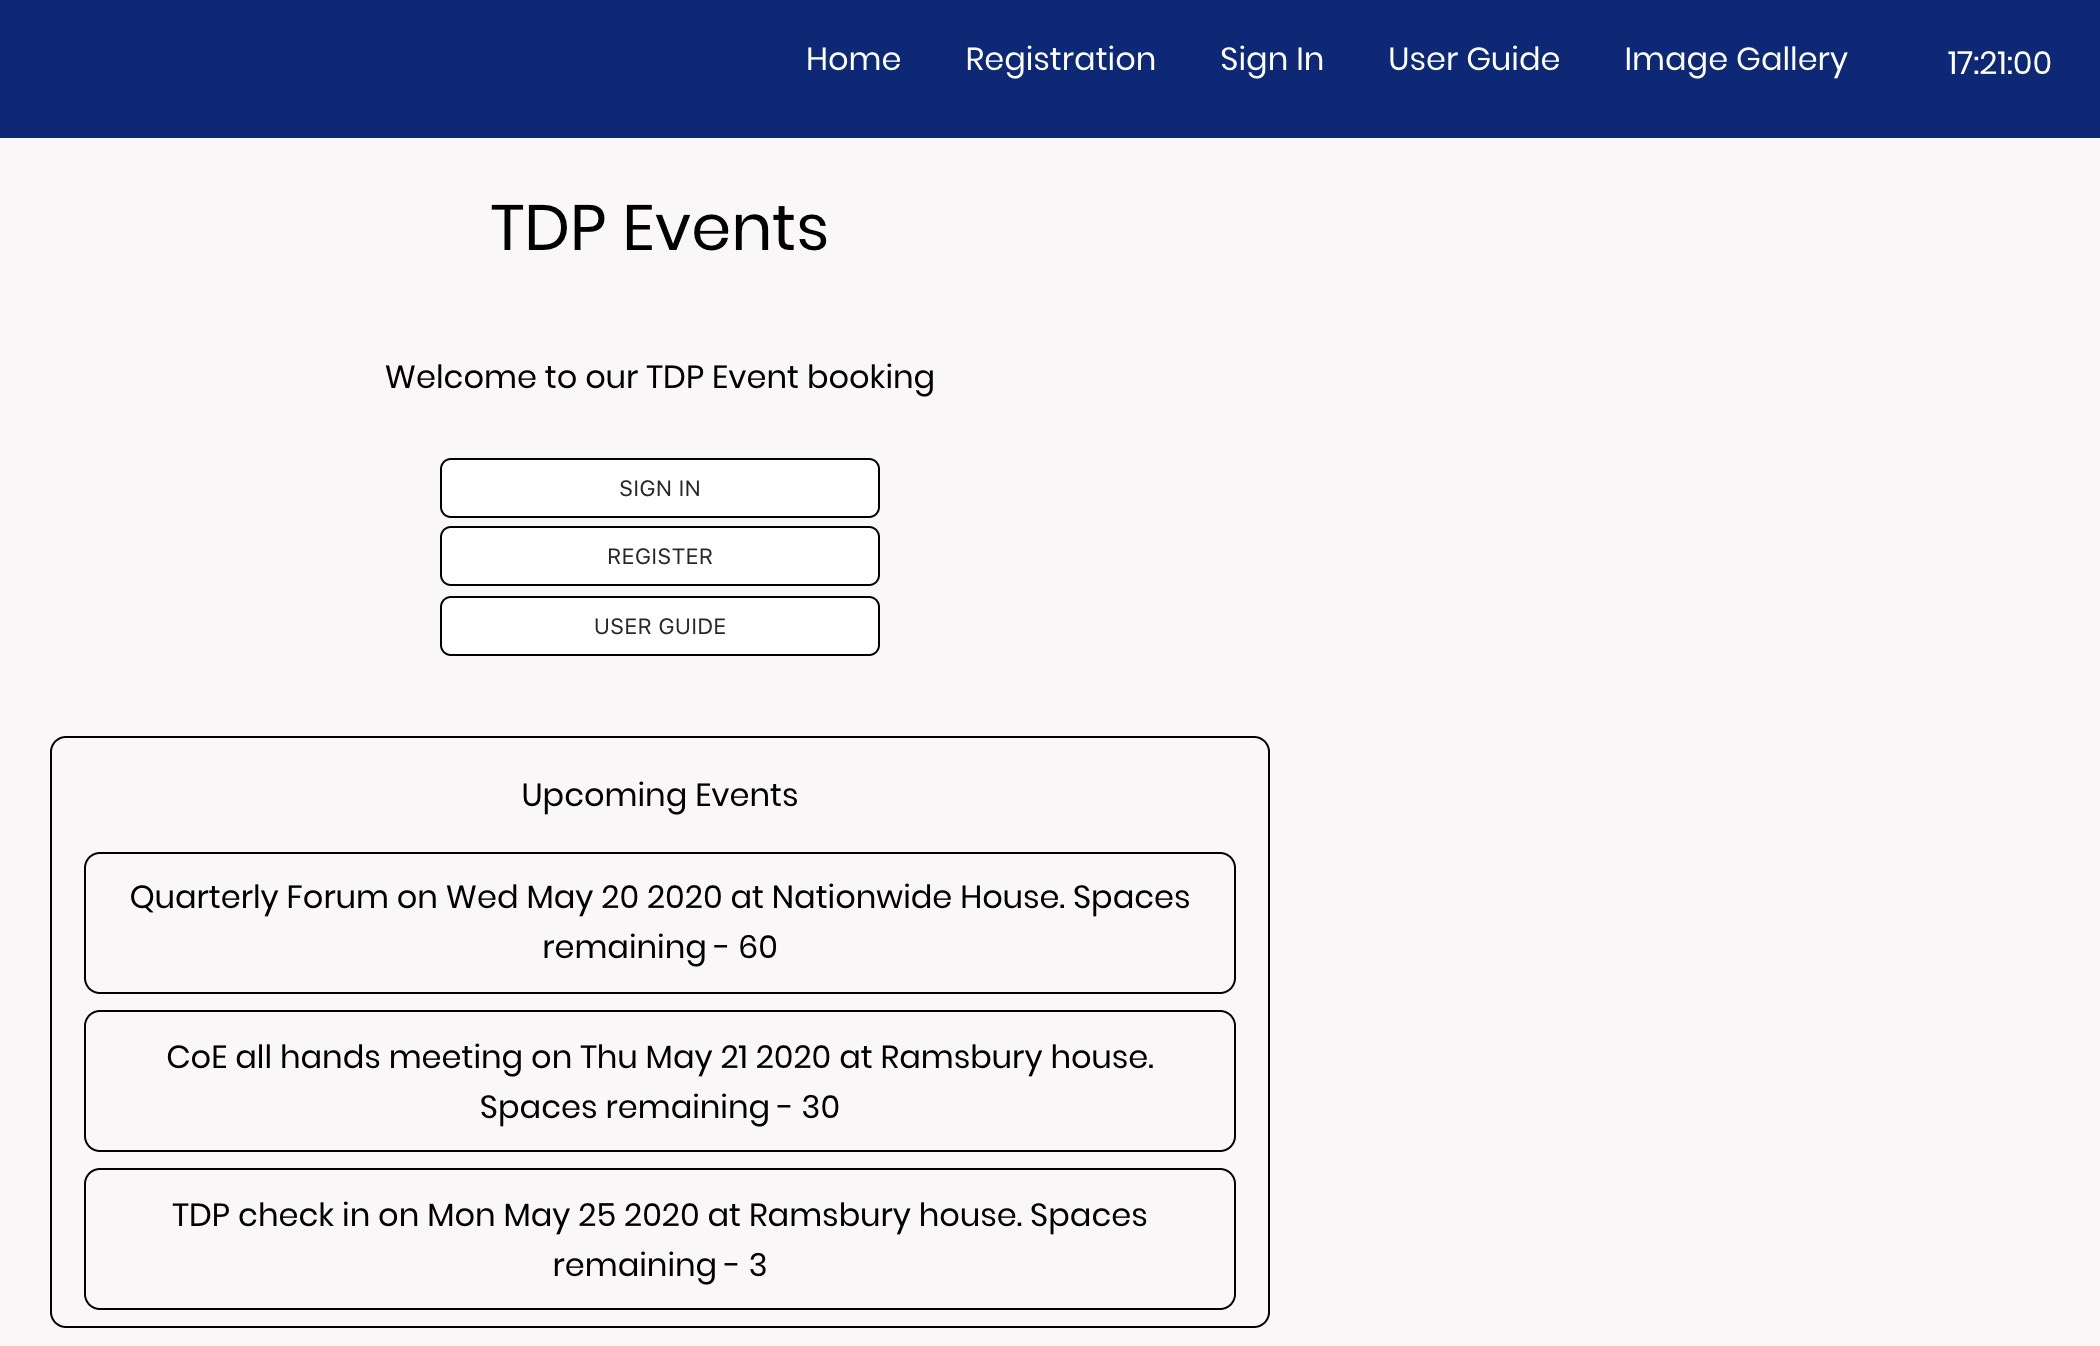 Home Registration Sign In User Guide Image Gallery 17:21:00
TDP Events
Welcome to our TDP Event booking
SIGN IN
REGISTER
USER GUIDE
Upcoming Events
Quarterly Forum on Wed May 20 2020 at Nationwide House. Spaces
remaining - 60
CoE all hands meeting on Thu May 21 2020 at Ramsbury house.
Spaces remaining - 30
TDP check in on Mon May 25 2020 at Ramsbury house. Spaces
remaining - 3